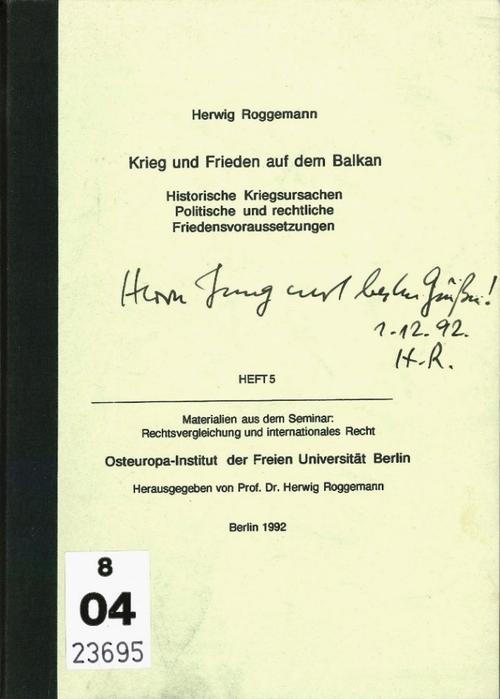 Herwig Roggemann
Krieg und Frieden auf dem Balkan
Historische Kriegsursachen
Politische und rechtliche
Friedensvoraussetzungen
Herrn Jung mit besten Grüßen!
1.12.92.
H.R.
HEFT 5
Materialien aus dem Seminar:
Rechtsvergleichung und internationales Recht
Osteuropa-Institut der Freien Universität Berlin
Herausgegeben von Prof. Dr. Herwig Roggemann
Berlin 1992
8
04
23695